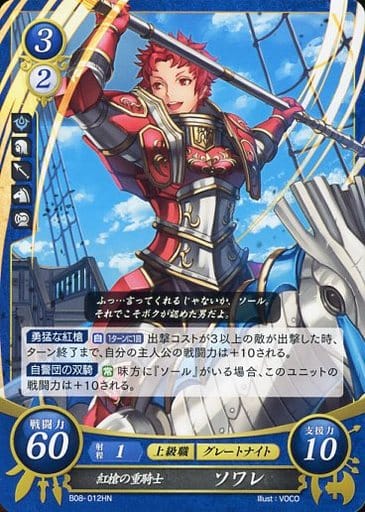 3
2
ふっ…言ってくれるじゃないか、ソール。
それでこそボクが認めた男だよ。
勇猛な紅槍 自 1ターンに1回 出撃コストが3以上の敵が出撃した時、
ターン終了まで、自分の主人公の戦闘力は+10される。
自警団の双騎 常 味方に『ソール』がいる場合、このユニットの
戦闘力は+10される。
戦闘力 60
射程 1 上級職 グレートナイト
支援力 10
紅槍の重騎士 ソワレ
B08-012HN Illust:VOCO